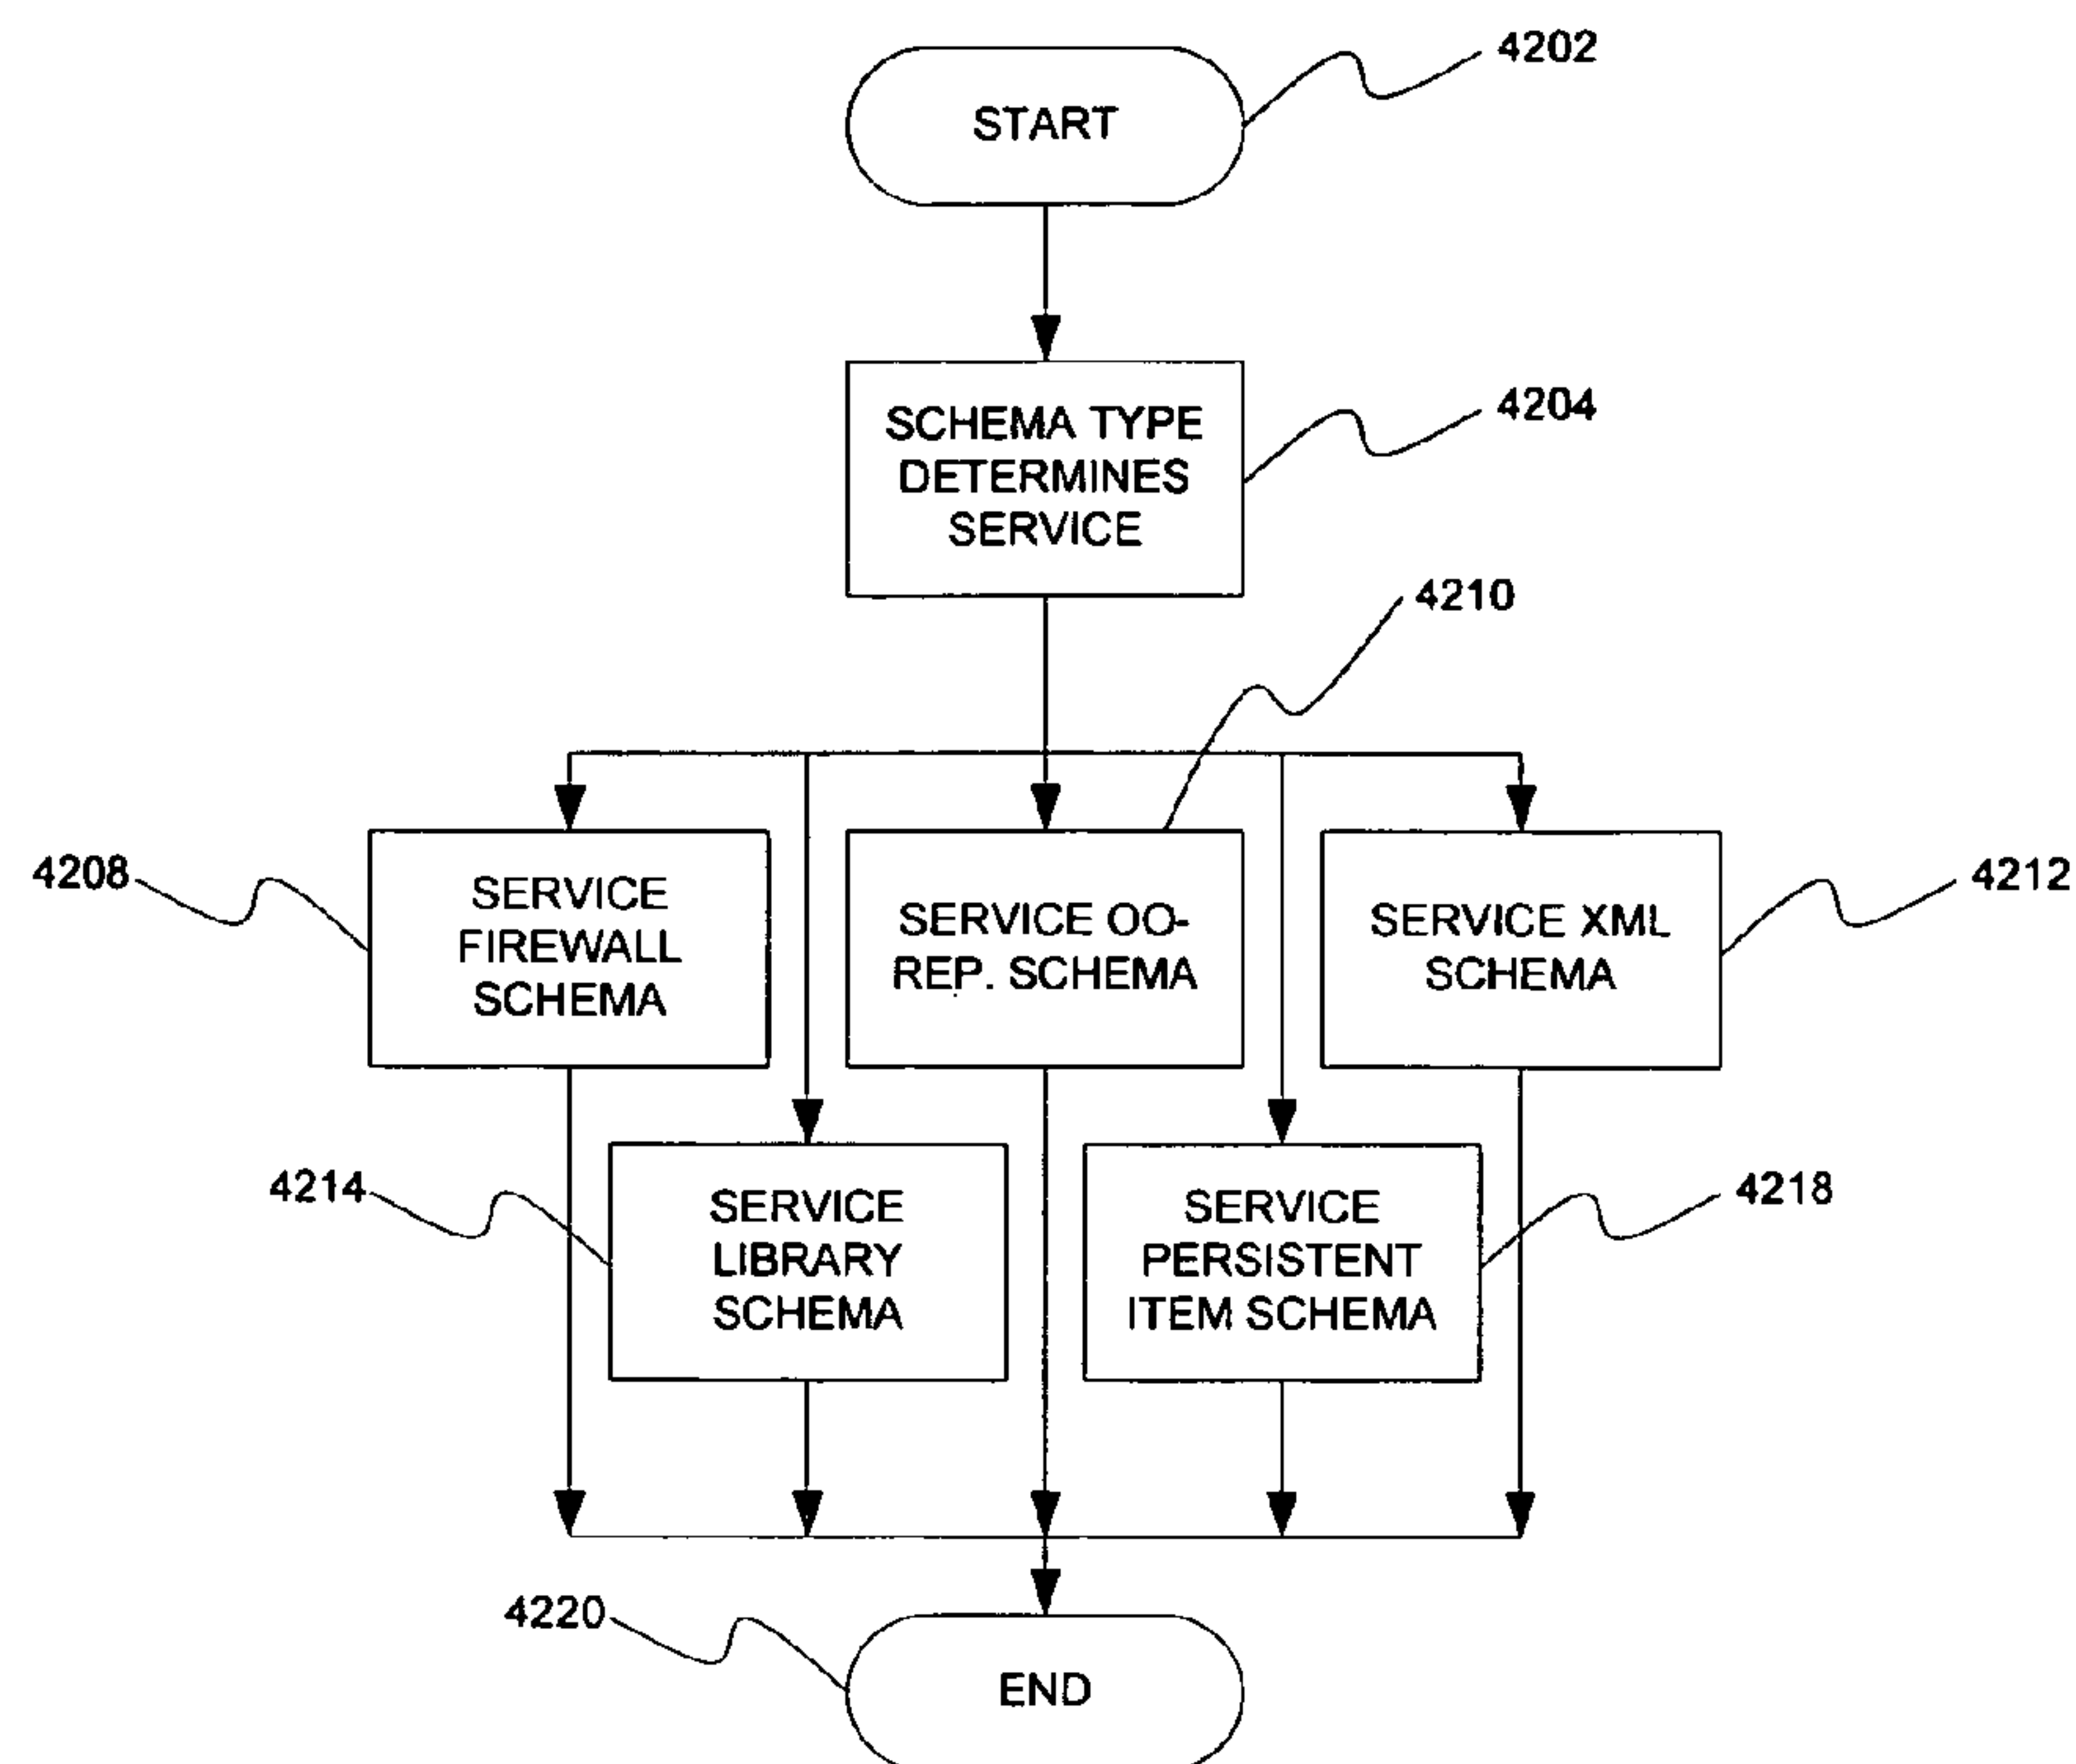 4202
START
4204
SCHEMA TYPE
DETERMINES
SERVICE
4210
4208
SERVICE
FIREWALL
SCHEMA
SERVICE OO-
REP. SCHEMA
SERVICE XML
SCHEMA
4212
4214
SERVICE
LIBRARY
SCHEMA
SERVICE
PERSISTENT
ITEM SCHEMA
4218
4220
END